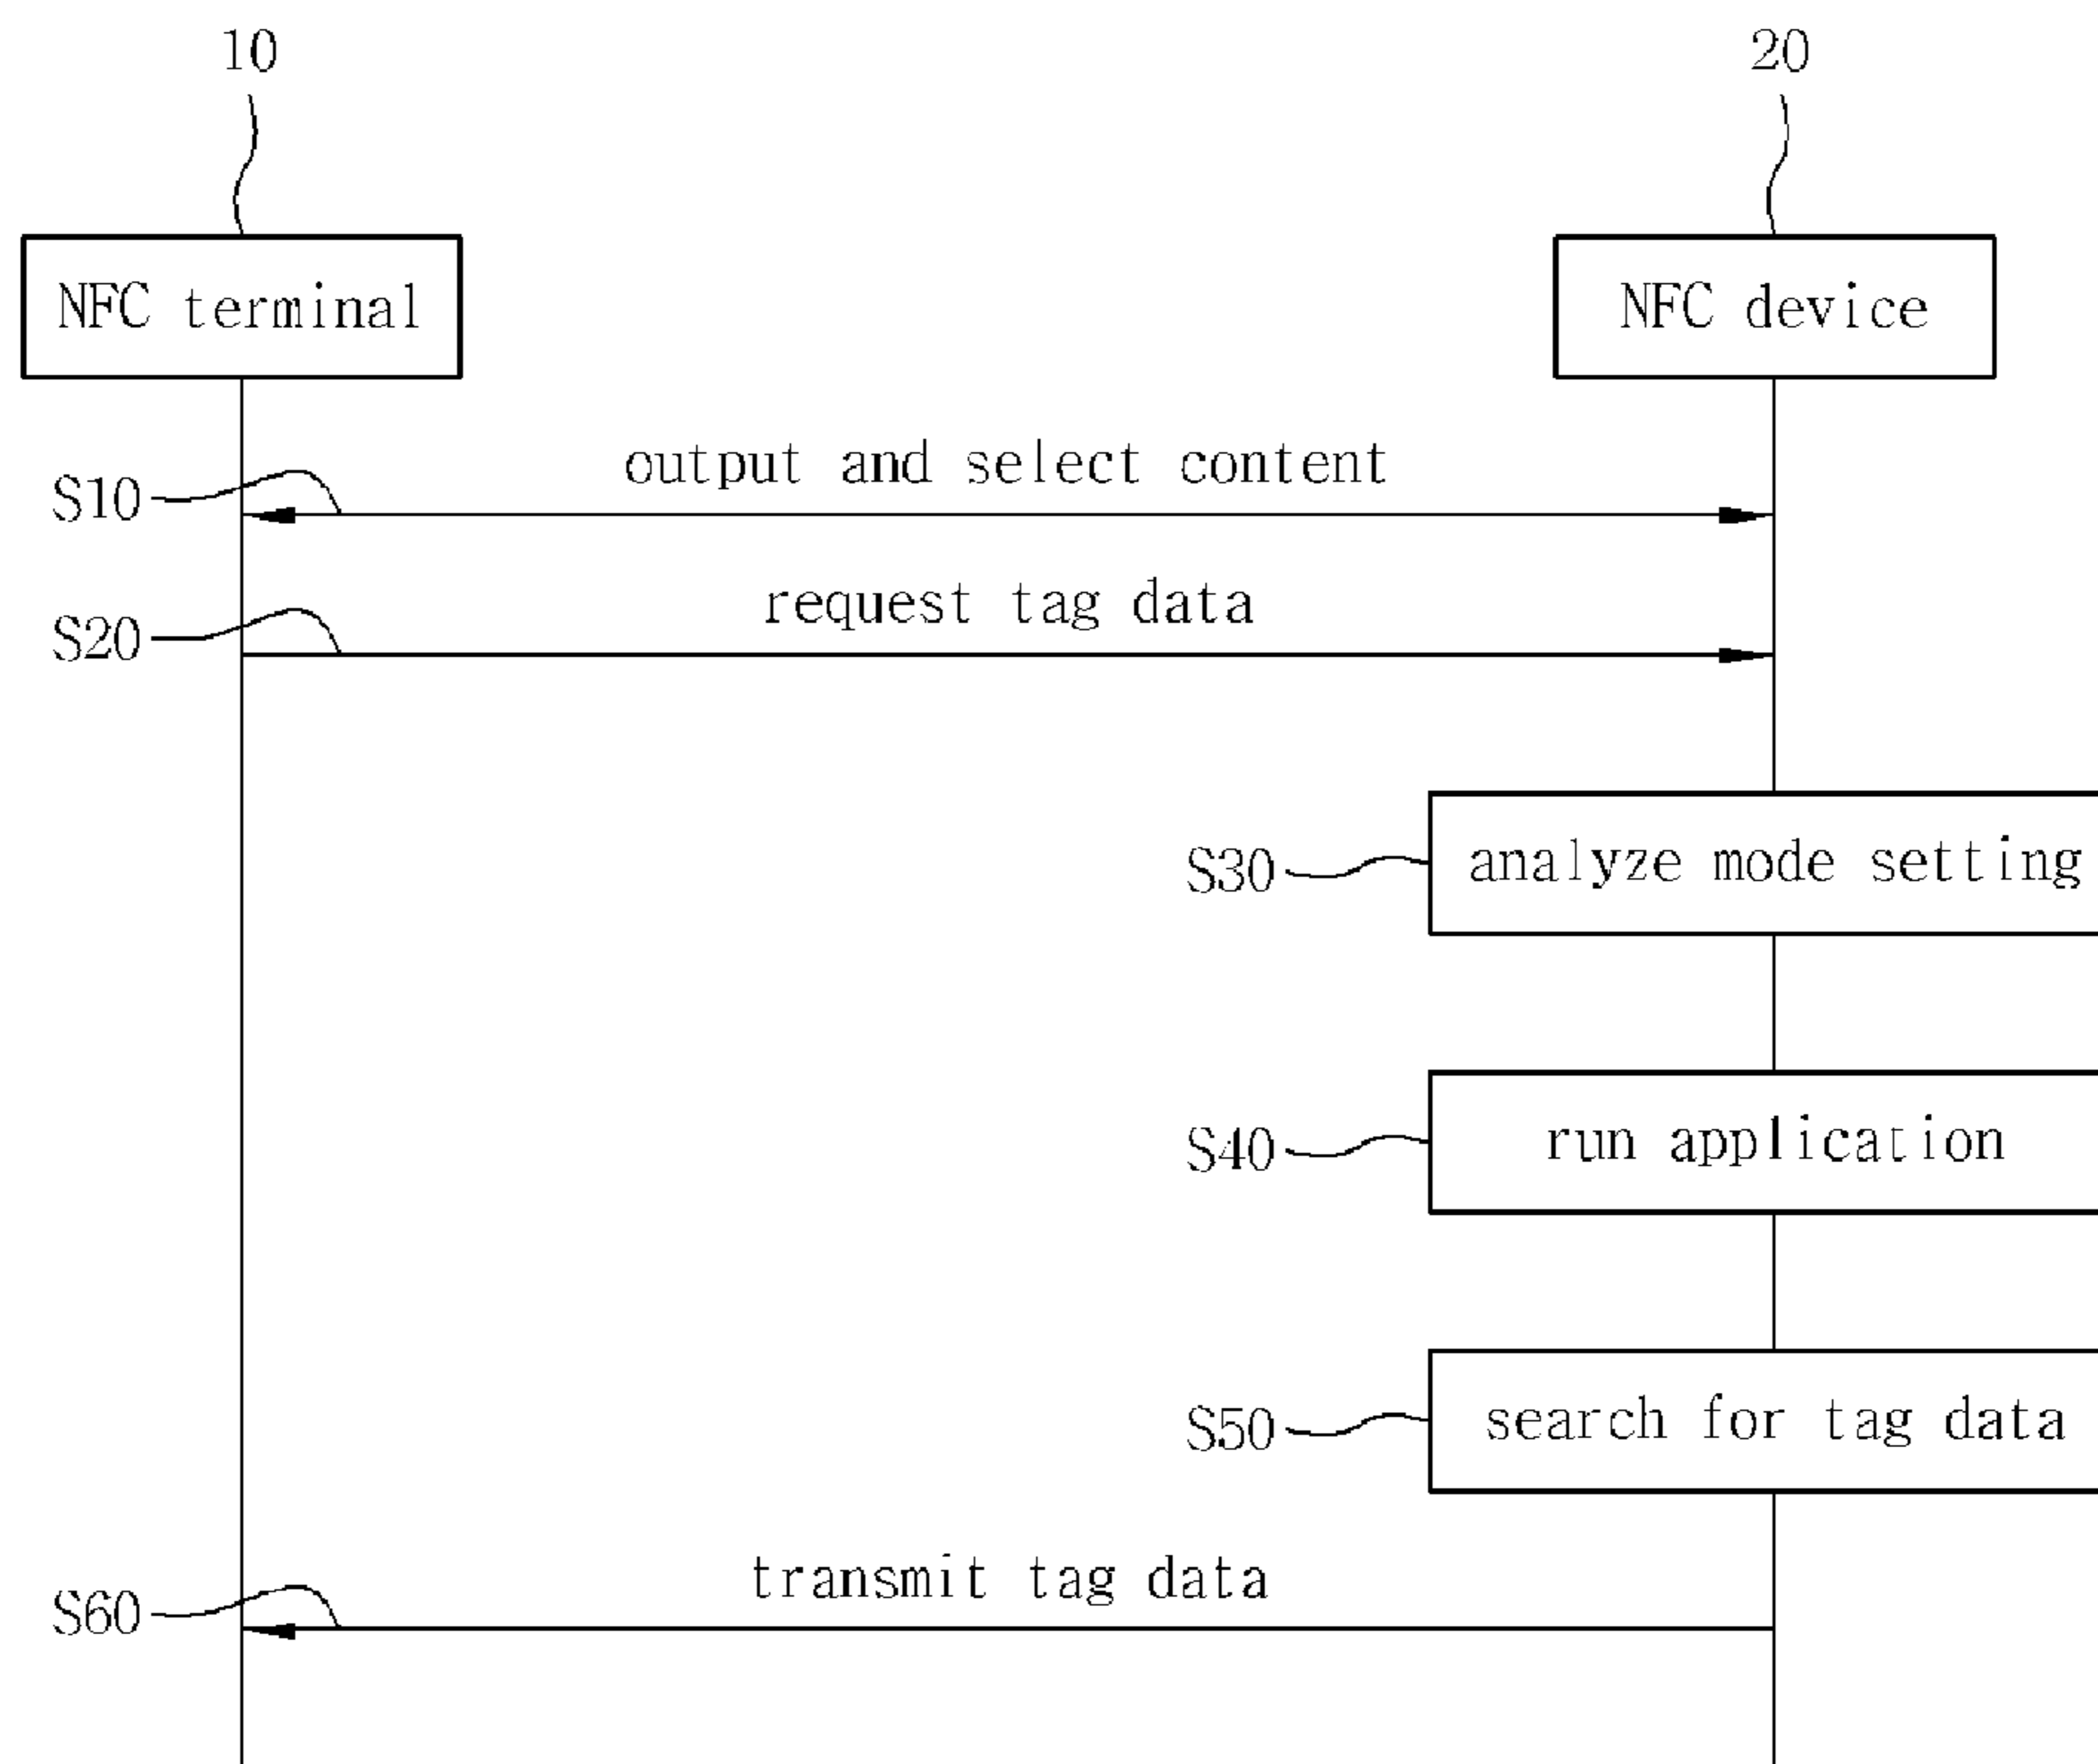 10
20
NFC terminal
NFC device
output and select content
S10
request tag data
S20
analyze mode setting
S30
run application
S40
search for tag data
S50
transmit tag data
S60